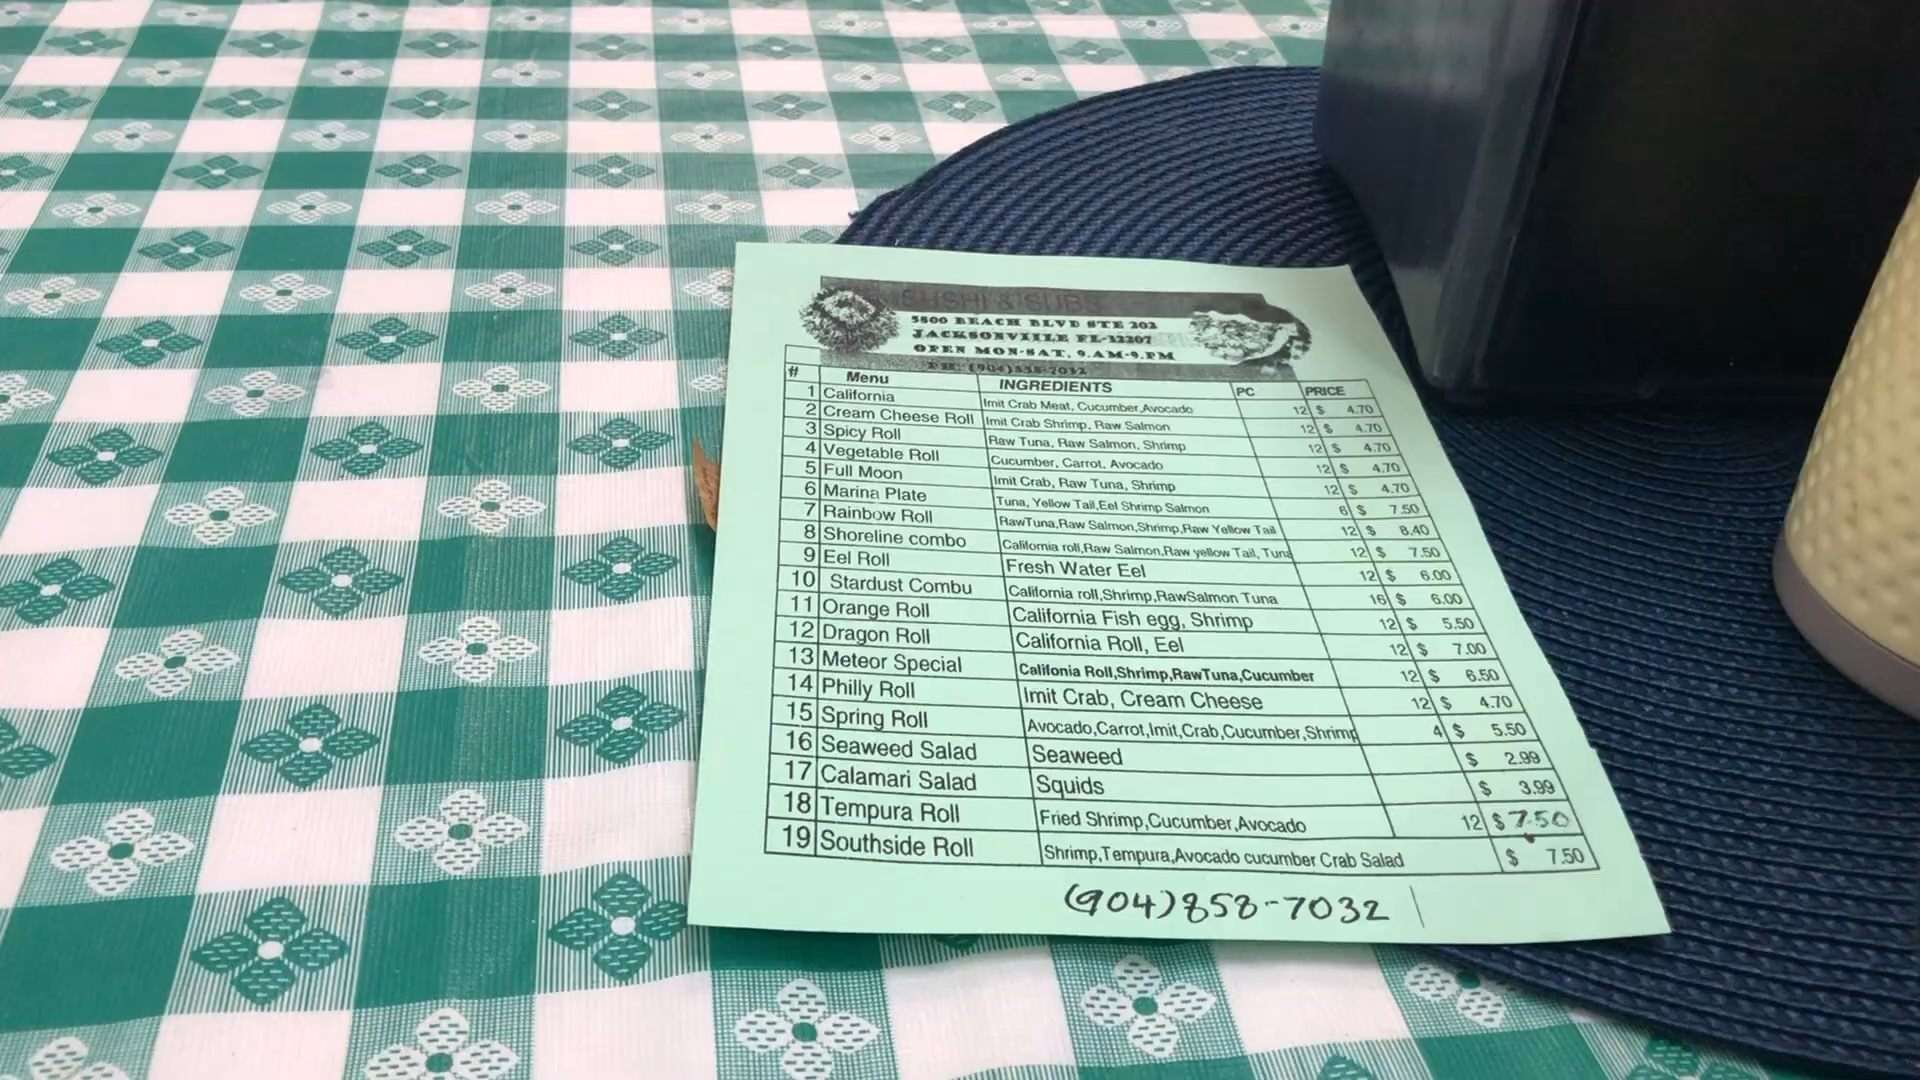 SUSHI & SUBS
5800 BEACH BLVD STE 202
JACKSONVILLE FL-32207
OPEN MON-SAT, 9.AM-9.PM
PH: (904)858-7032
# Menu INGREDIENTS PC PRICE
1 California Imit Crab Meat, Cucumber,Avocado 12 $ 4.70
2 Cream Cheese Roll Imit Crab Shrimp, Raw Salmon 12 $ 4.70
3 Spicy Roll Raw Tuna, Raw Salmon, Shrimp 12 $ 4.70
4 Vegetable Roll Cucumber, Carrot, Avocado 12 $ 4.70
5 Full Moon Imit Crab, Raw Tuna, Shrimp 12 $ 4.70
6 Marina Plate Tuna, Yellow Tail,Eel Shrimp Salmon 6 $ 7.50
7 Rainbow Roll RawTuna,Raw Salmon,Shrimp,Raw Yellow Tail 12 $ 8.40
8 Shoreline combo California roll,Raw Salmon,Raw yellow Tail, Tuna 12 $ 7.50
9 Eel Roll Fresh Water Eel 12 $ 6.00
10 Stardust Combu California roll,Shrimp,RawSalmon Tuna 16 $ 6.00
11 Orange Roll California Fish egg, Shrimp 12 $ 5.50
12 Dragon Roll California Roll, Eel 12 $ 7.00
13 Meteor Special Califonia Roll,Shrimp,RawTuna,Cucumber 12 $ 6.50
14 Philly Roll Imit Crab, Cream Cheese 12 $ 4.70
15 Spring Roll Avocado,Carrot,Imit,Crab,Cucumber,Shrimp 4 $ 5.50
16 Seaweed Salad Seaweed $ 2.99
17 Calamari Salad Squids $ 3.99
18 Tempura Roll Fried Shrimp,Cucumber,Avocado 12 $ 7.50
19 Southside Roll Shrimp,Tempura,Avocado cucumber Crab Salad $ 7.50
(904)858-7032